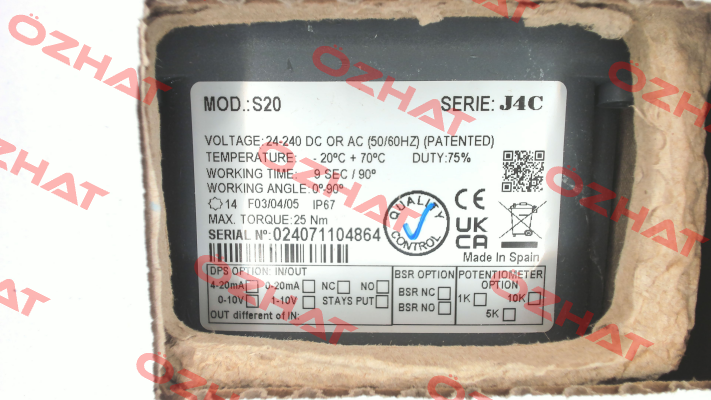 MOD.:S20 SERIE: J4C
VOLTAGE: 24-240 DC OR AC (50/60HZ) (PATENTED)
TEMPERATURE: - 20ºC + 70ºC DUTY: 75%
WORKING TIME: 9 SEC / 90º
WORKING ANGLE: 0º-90º
14 F03/04/05 IP67
MAX. TORQUE: 25 Nm
SERIAL Nº: 024071104864
QUALITY CONTROL
CE
UK CA
Made In Spain
DPS OPTION: IN/OUT
4-20mA 0-20mA NC NO
0-10V 1-10V STAYS PUT
OUT different of IN:
BSR OPTION
BSR NC
BSR NO
POTENTIOMETER OPTION
1K 10K
5K
ÖZHAT
ÖZHAT
ÖZHAT
ÖZHAT
ÖZHAT
ÖZHAT
ÖZHAT
ÖZHAT
ÖZHAT